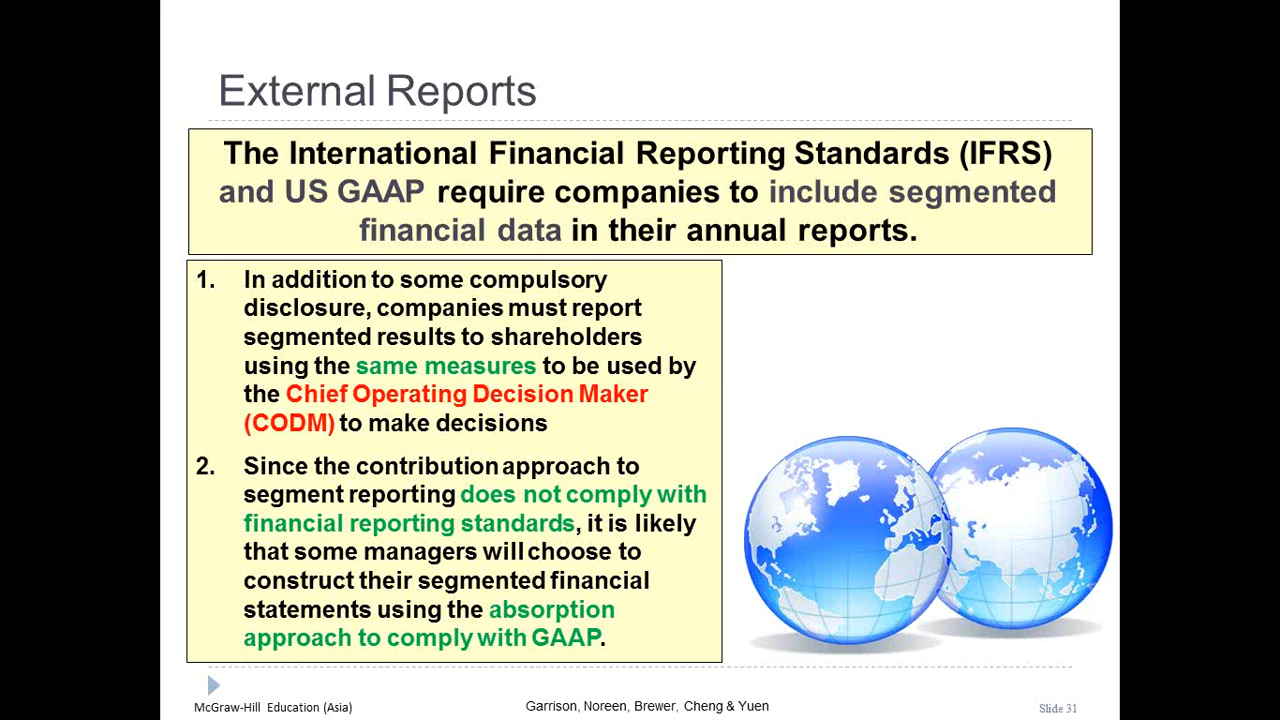 External Reports
The International Financial Reporting Standards (IFRS)
and US GAAP require companies to include segmented
financial data in their annual reports.
1. In addition to some compulsory
disclosure, companies must report
segmented results to shareholders
using the same measures to be used by
the Chief Operating Decision Maker
(CODM) to make decisions
2. Since the contribution approach to
segment reporting does not comply with
financial reporting standards, it is likely
that some managers will choose to
construct their segmented financial
statements using the absorption
approach to comply with GAAP.
McGraw-Hill Education (Asia)
Garrison, Noreen, Brewer, Cheng & Yuen
Slide 31